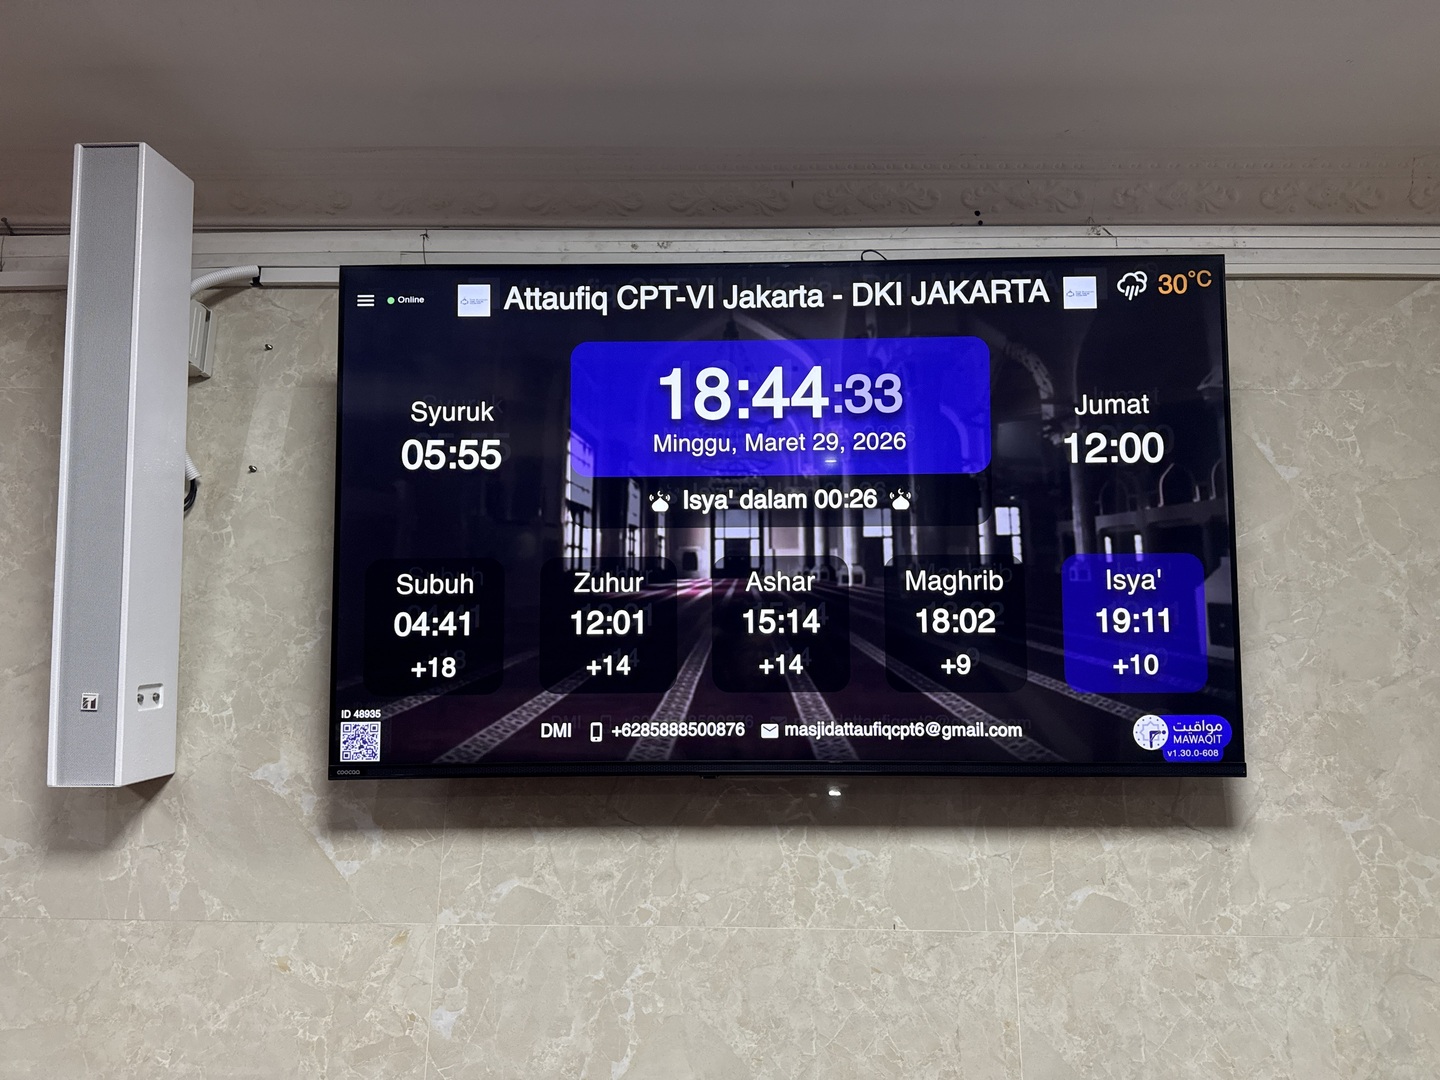 Online
Attaufiq CPT-VI Jakarta - DKI JAKARTA
30°C
18:44:33
Minggu, Maret 29, 2026
Isya' dalam 00:26
Syuruk
05:55
Jumat
12:00
Subuh
04:41
+18
Zuhur
12:01
+14
Ashar
15:14
+14
Maghrib
18:02
+9
Isya'
19:11
+10
ID 48935
DMI +6285888500876 masjidattaufiqcpt6@gmail.com
مواقيت
MAWAQIT
v1.30.0-608
coocaa